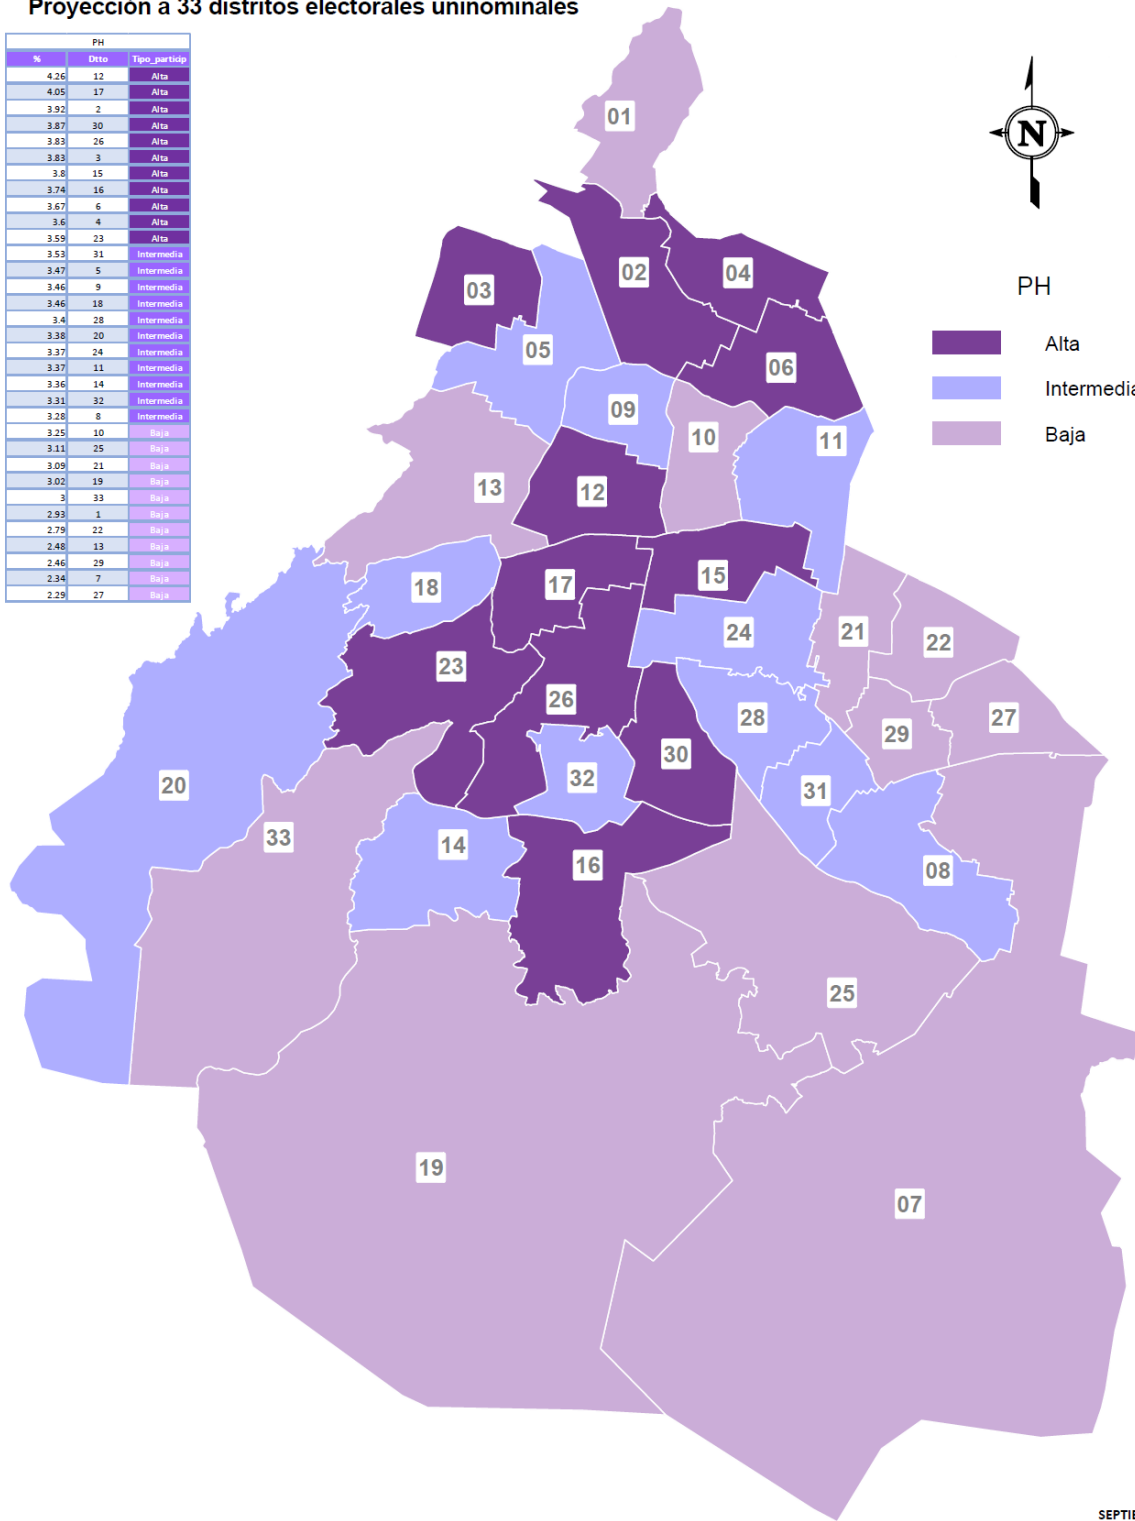 Proyección a 33 distritos electorales uninominales
PH
% Dtto Tipo_particip
4.26 12 Alta
4.05 17 Alta
3.92 2 Alta
3.87 30 Alta
3.83 26 Alta
3.83 3 Alta
3.8 15 Alta
3.74 16 Alta
3.67 6 Alta
3.6 4 Alta
3.59 23 Alta
3.53 31 Intermedia
3.47 5 Intermedia
3.46 9 Intermedia
3.46 18 Intermedia
3.4 28 Intermedia
3.38 20 Intermedia
3.37 24 Intermedia
3.37 11 Intermedia
3.36 14 Intermedia
3.31 32 Intermedia
3.28 8 Intermedia
3.25 10 Baja
3.11 25 Baja
3.09 21 Baja
3.02 19 Baja
3 33 Baja
2.93 1 Baja
2.79 22 Baja
2.48 13 Baja
2.46 29 Baja
2.34 7 Baja
2.29 27 Baja
N
PH
Alta
Intermedia
Baja
01
02
04
03
05
06
09
10
11
13
12
15
17
18
24
21
22
23
26
28
27
29
30
32
20
31
33
14
16
08
25
19
07
SEPTIE